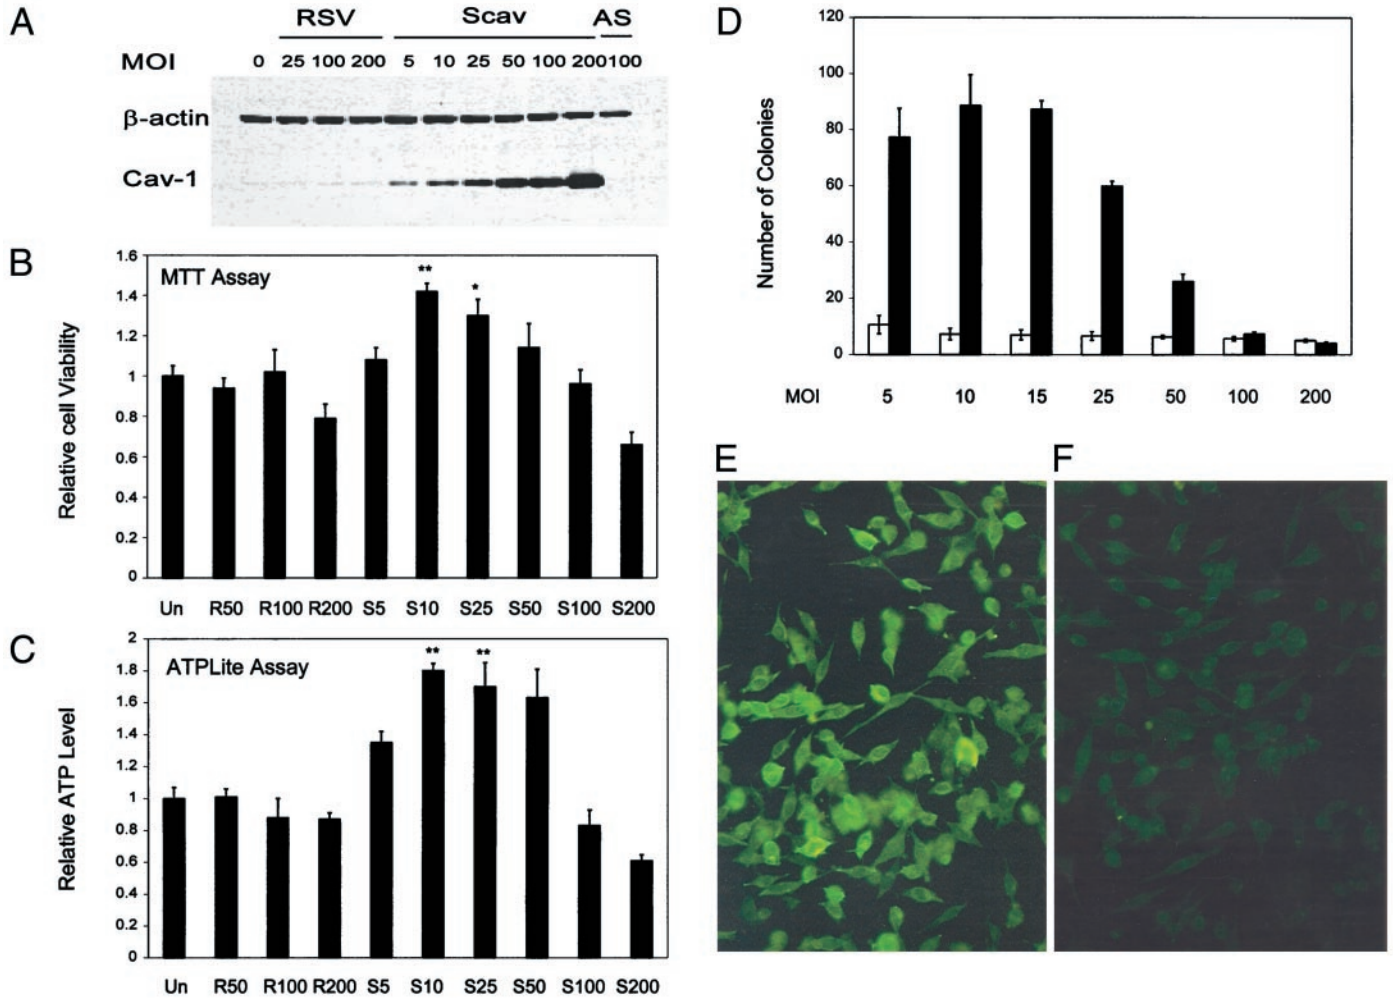 A
RSV Scav AS
MOI 0 25 100 200 5 10 25 50 100 200 100
β-actin
Cav-1
B
MTT Assay
Relative cell Viability
1.6
1.4
1.2
1
0.8
0.6
0.4
0.2
0
Un R50 R100 R200 S5 S10 S25 S50 S100 S200
** *
C
ATPLite Assay
Relative ATP Level
2
1.8
1.6
1.4
1.2
1
0.8
0.6
0.4
0.2
0
Un R50 R100 R200 S5 S10 S25 S50 S100 S200
** **
D
Number of Colonies
120
100
80
60
40
20
0
MOI 5 10 15 25 50 100 200
E
F